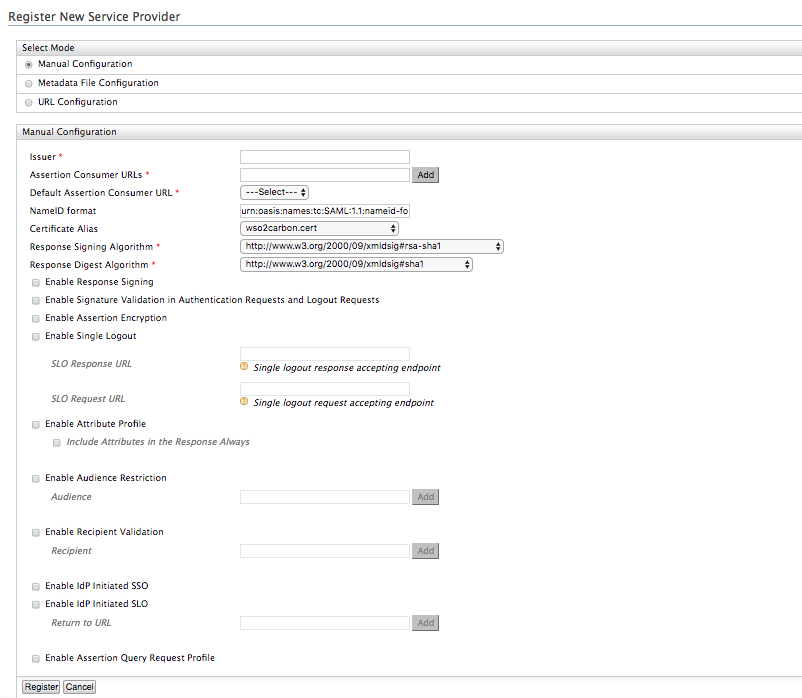 Register New Service Provider
Select Mode
Manual Configuration
Metadata File Configuration
URL Configuration
Manual Configuration
Issuer *
Assertion Consumer URLs * Add
Default Assertion Consumer URL * ---Select---
NameID format urn:oasis:names:tc:SAML:1.1:nameid-fo
Certificate Alias wso2carbon.cert
Response Signing Algorithm * http://www.w3.org/2000/09/xmldsig#rsa-sha1
Response Digest Algorithm * http://www.w3.org/2000/09/xmldsig#sha1
Enable Response Signing
Enable Signature Validation in Authentication Requests and Logout Requests
Enable Assertion Encryption
Enable Single Logout
SLO Response URL
Single logout response accepting endpoint
SLO Request URL
Single logout request accepting endpoint
Enable Attribute Profile
Include Attributes in the Response Always
Enable Audience Restriction
Audience Add
Enable Recipient Validation
Recipient Add
Enable IdP Initiated SSO
Enable IdP Initiated SLO
Return to URL Add
Enable Assertion Query Request Profile
Register Cancel